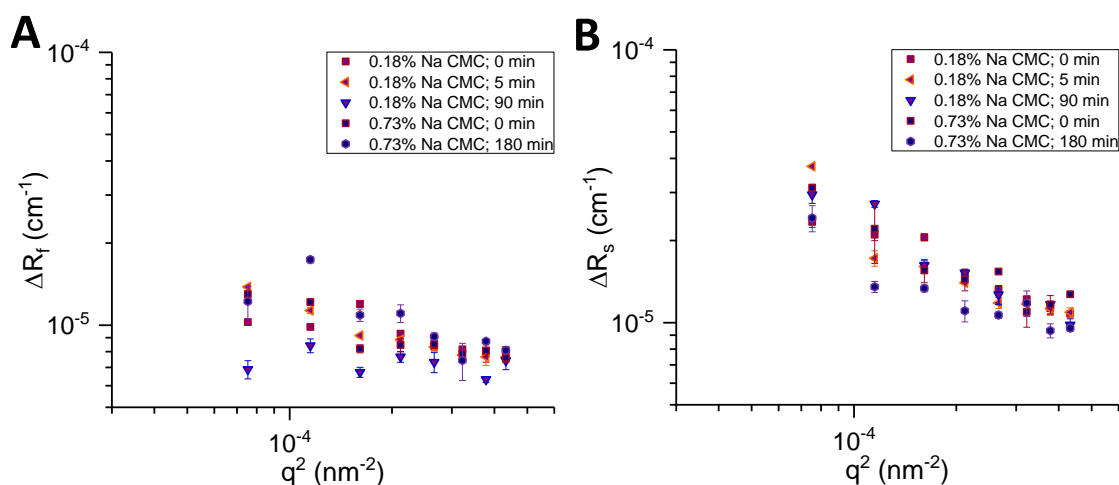 A
10⁻⁴
0.18% Na CMC; 0 min
0.18% Na CMC; 5 min
0.18% Na CMC; 90 min
0.73% Na CMC; 0 min
0.73% Na CMC; 180 min
ΔR_f (cm⁻¹)
10⁻⁵
10⁻⁴
q² (nm⁻²)
B
10⁻⁴
0.18% Na CMC; 0 min
0.18% Na CMC; 5 min
0.18% Na CMC; 90 min
0.73% Na CMC; 0 min
0.73% Na CMC; 180 min
ΔR_s (cm⁻¹)
10⁻⁵
10⁻⁴
q² (nm⁻²)